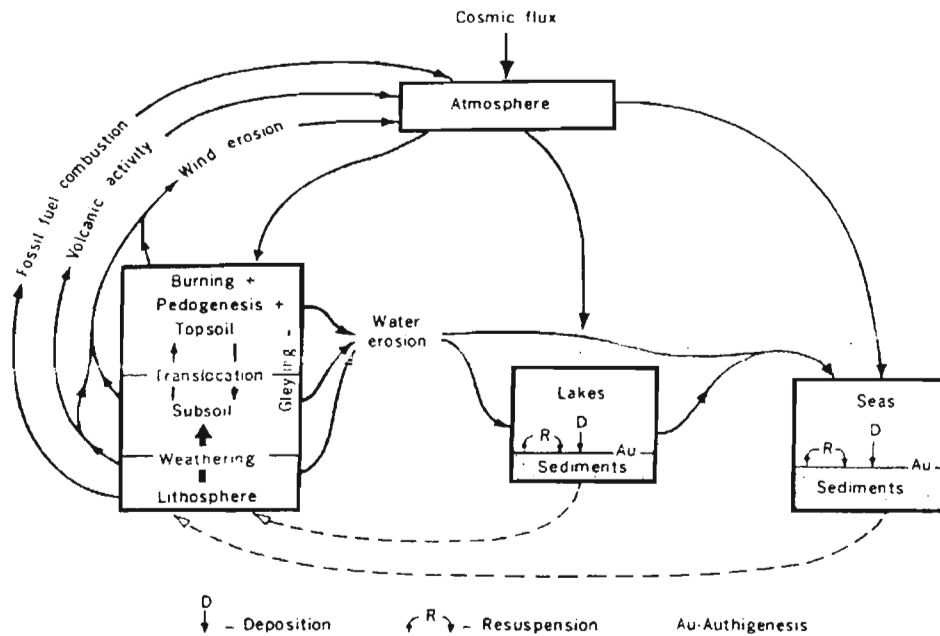 Cosmic flux
Atmosphere
Fossil fuel combustion
Volcanic activity
Wind erosion
Burning +
Pedogenesis +
Topsoil
Translocation
Subsoil
Weathering
Lithosphere
Gleying -
Water
erosion
Lakes
R
D
Au
Sediments
Seas
R
D
Au
Sediments
D
- Deposition
R
- Resuspension
Au-Authigenesis